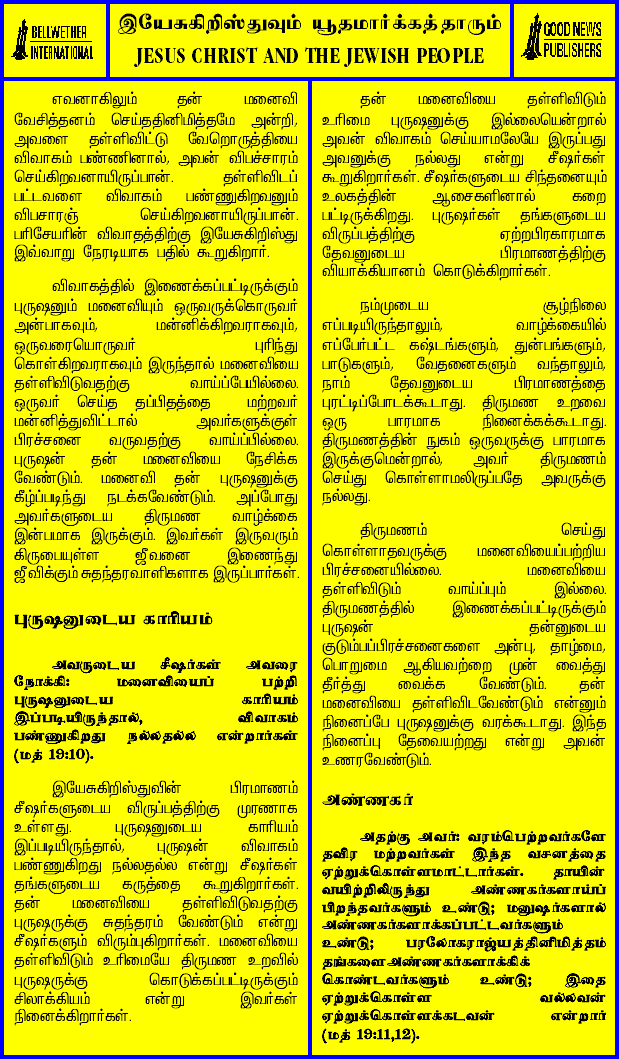 BELLWETHER
INTERNATIONAL
இயேசுகிறிஸ்துவும் யூதமார்க்கத்தாரும்
JESUS CHRIST AND THE JEWISH PEOPLE
GOOD NEWS
PUBLISHERS
எவனாகிலும் தன் மனைவி
வேசித்தனம் செய்ததினிமித்தமே அன்றி,
அவளை தள்ளிவிட்டு வேறொருத்தியை
விவாகம் பண்ணினால், அவன் விபச்சாரம்
செய்கிறவனாயிருப்பான். தள்ளிவிடப்
பட்டவளை விவாகம் பண்ணுகிறவனும்
விபசாரஞ் செய்கிறவனாயிருப்பான்.
பரிசேயரின் விவாதத்திற்கு இயேசுகிறிஸ்து
இவ்வாறு நேரடியாக பதில் கூறுகிறார்.
விவாகத்தில் இணைக்கப்பட்டிருக்கும்
புருஷனும் மனைவியும் ஒருவருக்கொருவர்
அன்பாகவும், மன்னிக்கிறவராகவும்,
ஒருவரையொருவர் புரிந்து
கொள்கிறவராகவும் இருந்தால் மனைவியை
தள்ளிவிடுவதற்கு வாய்ப்பேயில்லை.
ஒருவர் செய்த தப்பிதத்தை மற்றவர்
மன்னித்துவிட்டால் அவர்களுக்குள்
பிரச்சனை வருவதற்கு வாய்ப்பில்லை.
புருஷன் தன் மனைவியை நேசிக்க
வேண்டும். மனைவி தன் புருஷனுக்கு
கீழ்ப்படிந்து நடக்கவேண்டும். அப்போது
அவர்களுடைய திருமண வாழ்க்கை
இன்பமாக இருக்கும். இவர்கள் இருவரும்
கிருபையுள்ள ஜீவனை இணைந்து
ஜீவிக்கும் சுதந்தரவாளிகளாக இருப்பார்கள்.
புருஷனுடைய காரியம்
அவருடைய சீஷர்கள் அவரை
நோக்கி: மனைவியைப் பற்றி
புருஷனுடைய காரியம்
இப்படியிருந்தால், விவாகம்
பண்ணுகிறது நல்லதல்ல என்றார்கள்
(மத் 19:10).
இயேசுகிறிஸ்துவின் பிரமாணம்
சீஷர்களுடைய விருப்பத்திற்கு முரணாக
உள்ளது. புருஷனுடைய காரியம்
இப்படியிருந்தால், புருஷன் விவாகம்
பண்ணுகிறது நல்லதல்ல என்று சீஷர்கள்
தங்களுடைய கருத்தை கூறுகிறார்கள்.
தன் மனைவியை தள்ளிவிடுவதற்கு
புருஷருக்கு சுதந்தரம் வேண்டும் என்று
சீஷர்களும் விரும்புகிறார்கள். மனைவியை
தள்ளிவிடும் உரிமையே திருமண உறவில்
புருஷருக்கு கொடுக்கப்பட்டிருக்கும்
சிலாக்கியம் என்று இவர்கள்
நினைக்கிறார்கள்.
தன் மனைவியை தள்ளிவிடும்
உரிமை புருஷனுக்கு இல்லையென்றால்
அவன் விவாகம் செய்யாமலேயே இருப்பது
அவனுக்கு நல்லது என்று சீஷர்கள்
கூறுகிறார்கள். சீஷர்களுடைய சிந்தனையும்
உலகத்தின் ஆசைகளினால் கறை
பட்டிருக்கிறது. புருஷர்கள் தங்களுடைய
விருப்பத்திற்கு ஏற்றபிரகாரமாக
தேவனுடைய பிரமாணத்திற்கு
வியாக்கியானம் கொடுக்கிறார்கள்.
நம்முடைய சூழ்நிலை
எப்படியிருந்தாலும், வாழ்க்கையில்
எப்பேர்பட்ட கஷ்டங்களும், துன்பங்களும்,
பாடுகளும், வேதனைகளும் வந்தாலும்,
நாம் தேவனுடைய பிரமாணத்தை
புரட்டிப்போடக்கூடாது. திருமண உறவை
ஒரு பாரமாக நினைக்கக்கூடாது.
திருமணத்தின் நுகம் ஒருவருக்கு பாரமாக
இருக்குமென்றால், அவர் திருமணம்
செய்து கொள்ளாமலிருப்பதே அவருக்கு
நல்லது.
திருமணம் செய்து
கொள்ளாதவருக்கு மனைவியைப்பற்றிய
பிரச்சனையில்லை. மனைவியை
தள்ளிவிடும் வாய்ப்பும் இல்லை.
திருமணத்தில் இணைக்கப்பட்டிருக்கும்
புருஷன் தன்னுடைய
குடும்பப்பிரச்சனைகளை அன்பு, தாழ்மை,
பொறுமை ஆகியவற்றை முன் வைத்து
தீர்த்து வைக்க வேண்டும். தன்
மனைவியை தள்ளிவிடவேண்டும் என்னும்
நினைப்பே புருஷனுக்கு வரக்கூடாது. இந்த
நினைப்பு தேவையற்றது என்று அவன்
உணரவேண்டும்.
அண்ணகர்
அதற்கு அவர்: வரம்பெற்றவர்களே
தவிர மற்றவர்கள் இந்த வசனத்தை
ஏற்றுக்கொள்ளமாட்டார்கள். தாயின்
வயிற்றிலிருந்து அண்ணகர்களாய்ப்
பிறந்தவர்களும் உண்டு; மனுஷர்களால்
அண்ணகர்களாக்கப்பட்டவர்களும்
உண்டு; பரலோகராஜ்யத்தினிமித்தம்
தங்களைஅண்ணகர்களாக்கிக்
கொண்டவர்களும் உண்டு; இதை
ஏற்றுக்கொள்ள வல்லவன்
ஏற்றுக்கொள்ளக்கடவன் என்றார்
(மத் 19:11,12).